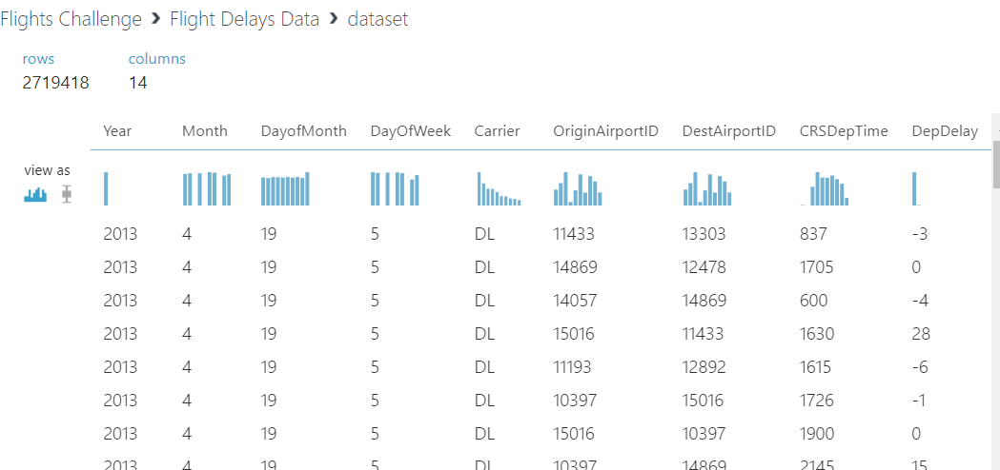 Flights Challenge > Flight Delays Data > dataset
rows columns
2719418 14
Year Month DayofMonth DayOfWeek Carrier OriginAirportID DestAirportID CRSDepTime DepDelay
view as
2013 4 19 5 DL 11433 13303 837 -3
2013 4 19 5 DL 14869 12478 1705 0
2013 4 19 5 DL 14057 14869 600 -4
2013 4 19 5 DL 15016 11433 1630 28
2013 4 19 5 DL 11193 12892 1615 -6
2013 4 19 5 DL 10397 15016 1726 -1
2013 4 19 5 DL 15016 10397 1900 0
2013 4 19 5 DL 10397 14869 2145 15